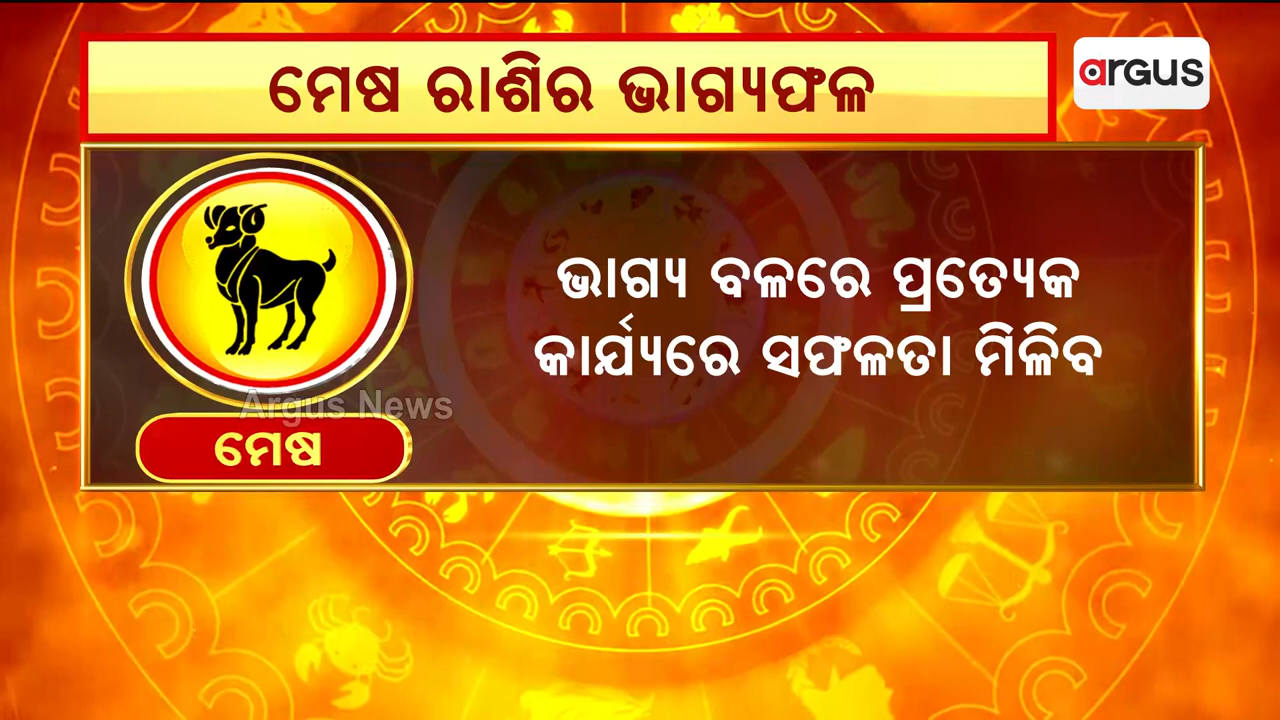 ମେଷ ରାଶିର ଭାଗ୍ୟଫଳ
argus
ଭାଗ୍ୟ ବଳରେ ପ୍ରତ୍ୟେକ
କାର୍ଯ୍ୟରେ ସଫଳତା ମିଳିବ
Argus News
ମେଷ